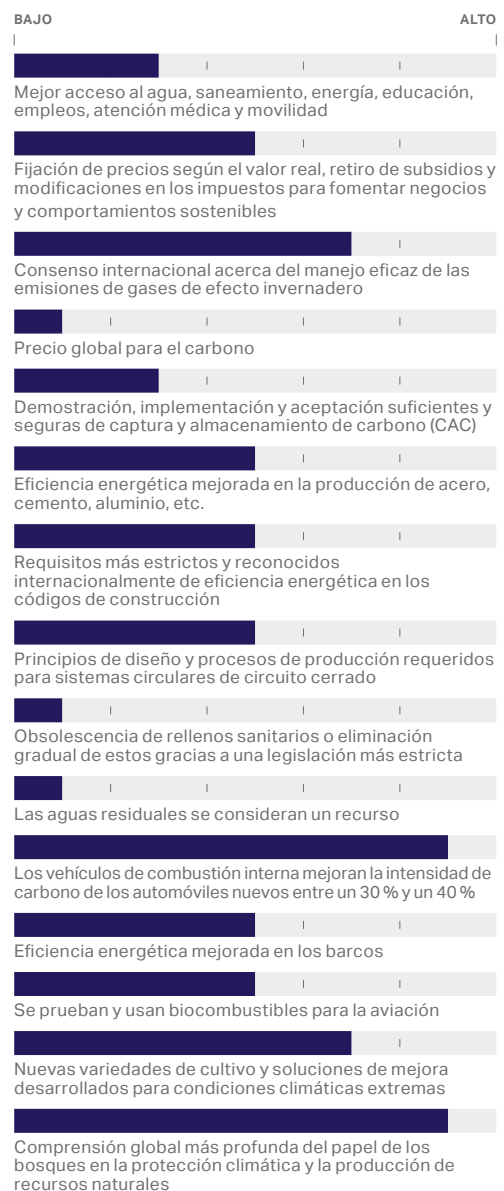 BAJO ALTO
Mejor acceso al agua, saneamiento, energía, educación,
empleos, atención médica y movilidad
Fijación de precios según el valor real, retiro de subsidios y
modificaciones en los impuestos para fomentar negocios
y comportamientos sostenibles
Consenso internacional acerca del manejo eficaz de las
emisiones de gases de efecto invernadero
Precio global para el carbono
Demostración, implementación y aceptación suficientes y
seguras de captura y almacenamiento de carbono (CAC)
Eficiencia energética mejorada en la producción de acero,
cemento, aluminio, etc.
Requisitos más estrictos y reconocidos
internacionalmente de eficiencia energética en los
códigos de construcción
Principios de diseño y procesos de producción requeridos
para sistemas circulares de circuito cerrado
Obsolescencia de rellenos sanitarios o eliminación
gradual de estos gracias a una legislación más estricta
Las aguas residuales se consideran un recurso
Los vehículos de combustión interna mejoran la intensidad de
carbono de los automóviles nuevos entre un 30 % y un 40 %
Eficiencia energética mejorada en los barcos
Se prueban y usan biocombustibles para la aviación
Nuevas variedades de cultivo y soluciones de mejora
desarrollados para condiciones climáticas extremas
Comprensión global más profunda del papel de los
bosques en la protección climática y la producción de
recursos naturales